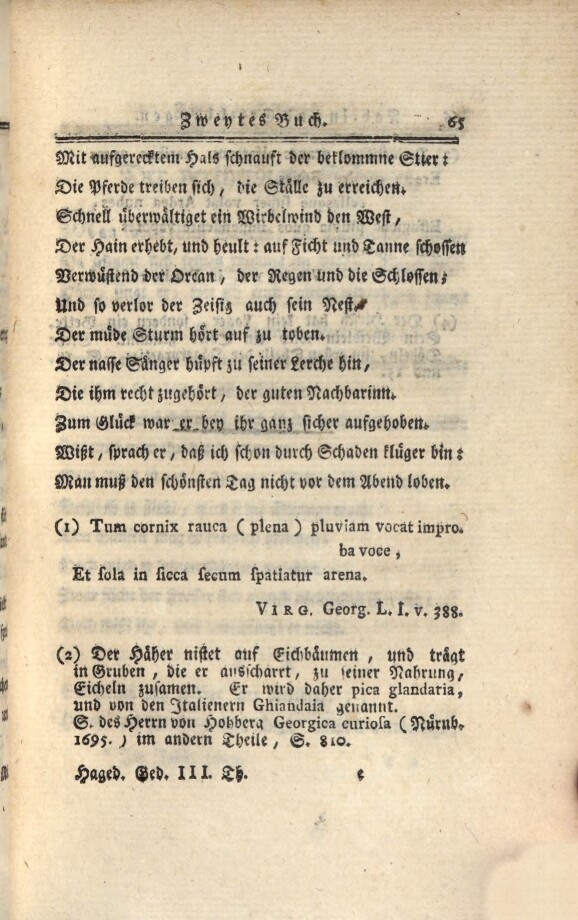 Zweytes Buch. 65
Mit aufgerecktem Hals schnauft der beklommne Stier:
Die Pferde treiben sich, die Ställe zu erreichen.
Schnell überwältiget ein Wirbelwind den West,
Der Hain erhebt, und heult: auf Ficht und Tanne schossen
Verwüstend der Orcan, der Regen und die Schlossen;
Und so verlor der Zeisig auch sein Nest.
Der müde Sturm hört auf zu toben.
Der nasse Sänger hüpft zu seiner Lerche hin,
Die ihm recht zugehört, der guten Nachbarinn.
Zum Glück war er bey ihr ganz sicher aufgehoben.
Wißt, sprach er, daß ich schon durch Schaden klüger bin:
Man muß den schönsten Tag nicht vor dem Abend loben.
(1) Tum cornix rauca (plena) pluviam vocat impro-
ba voce,
Et sola in sicca secum spatiatur arena.
VIRG. Georg. L. I. v. 388.
(2) Der Häher nistet auf Eichbäumen, und trägt
in Gruben, die er ausscharrt, zu seiner Nahrung,
Eicheln zusamen. Er wird daher pica glandaria,
und von den Italienern Ghiandaia genannt.
S. des Herrn von Hohberg Georgica curiosa (Nürnb.
1695.) im andern Theile, S. 810.
Haged. Ged. III. Th. e